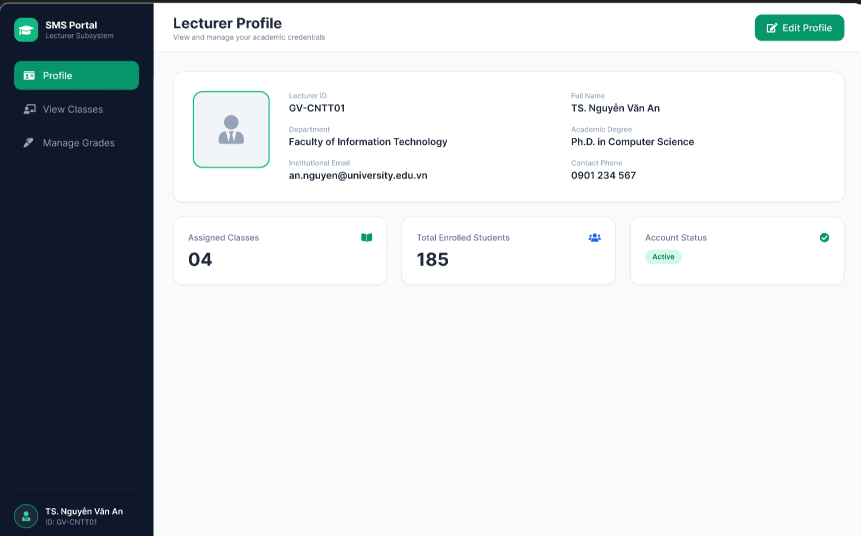 SMS Portal
Lecturer Subsystem
Profile
View Classes
Manage Grades
TS. Nguyễn Văn An
ID: GV-CNTT01
Lecturer Profile
View and manage your academic credentials
Edit Profile
Lecturer ID
GV-CNTT01
Full Name
TS. Nguyễn Văn An
Department
Faculty of Information Technology
Academic Degree
Ph.D. in Computer Science
Institutional Email
an.nguyen@university.edu.vn
Contact Phone
0901 234 567
Assigned Classes
04
Total Enrolled Students
185
Account Status
Active